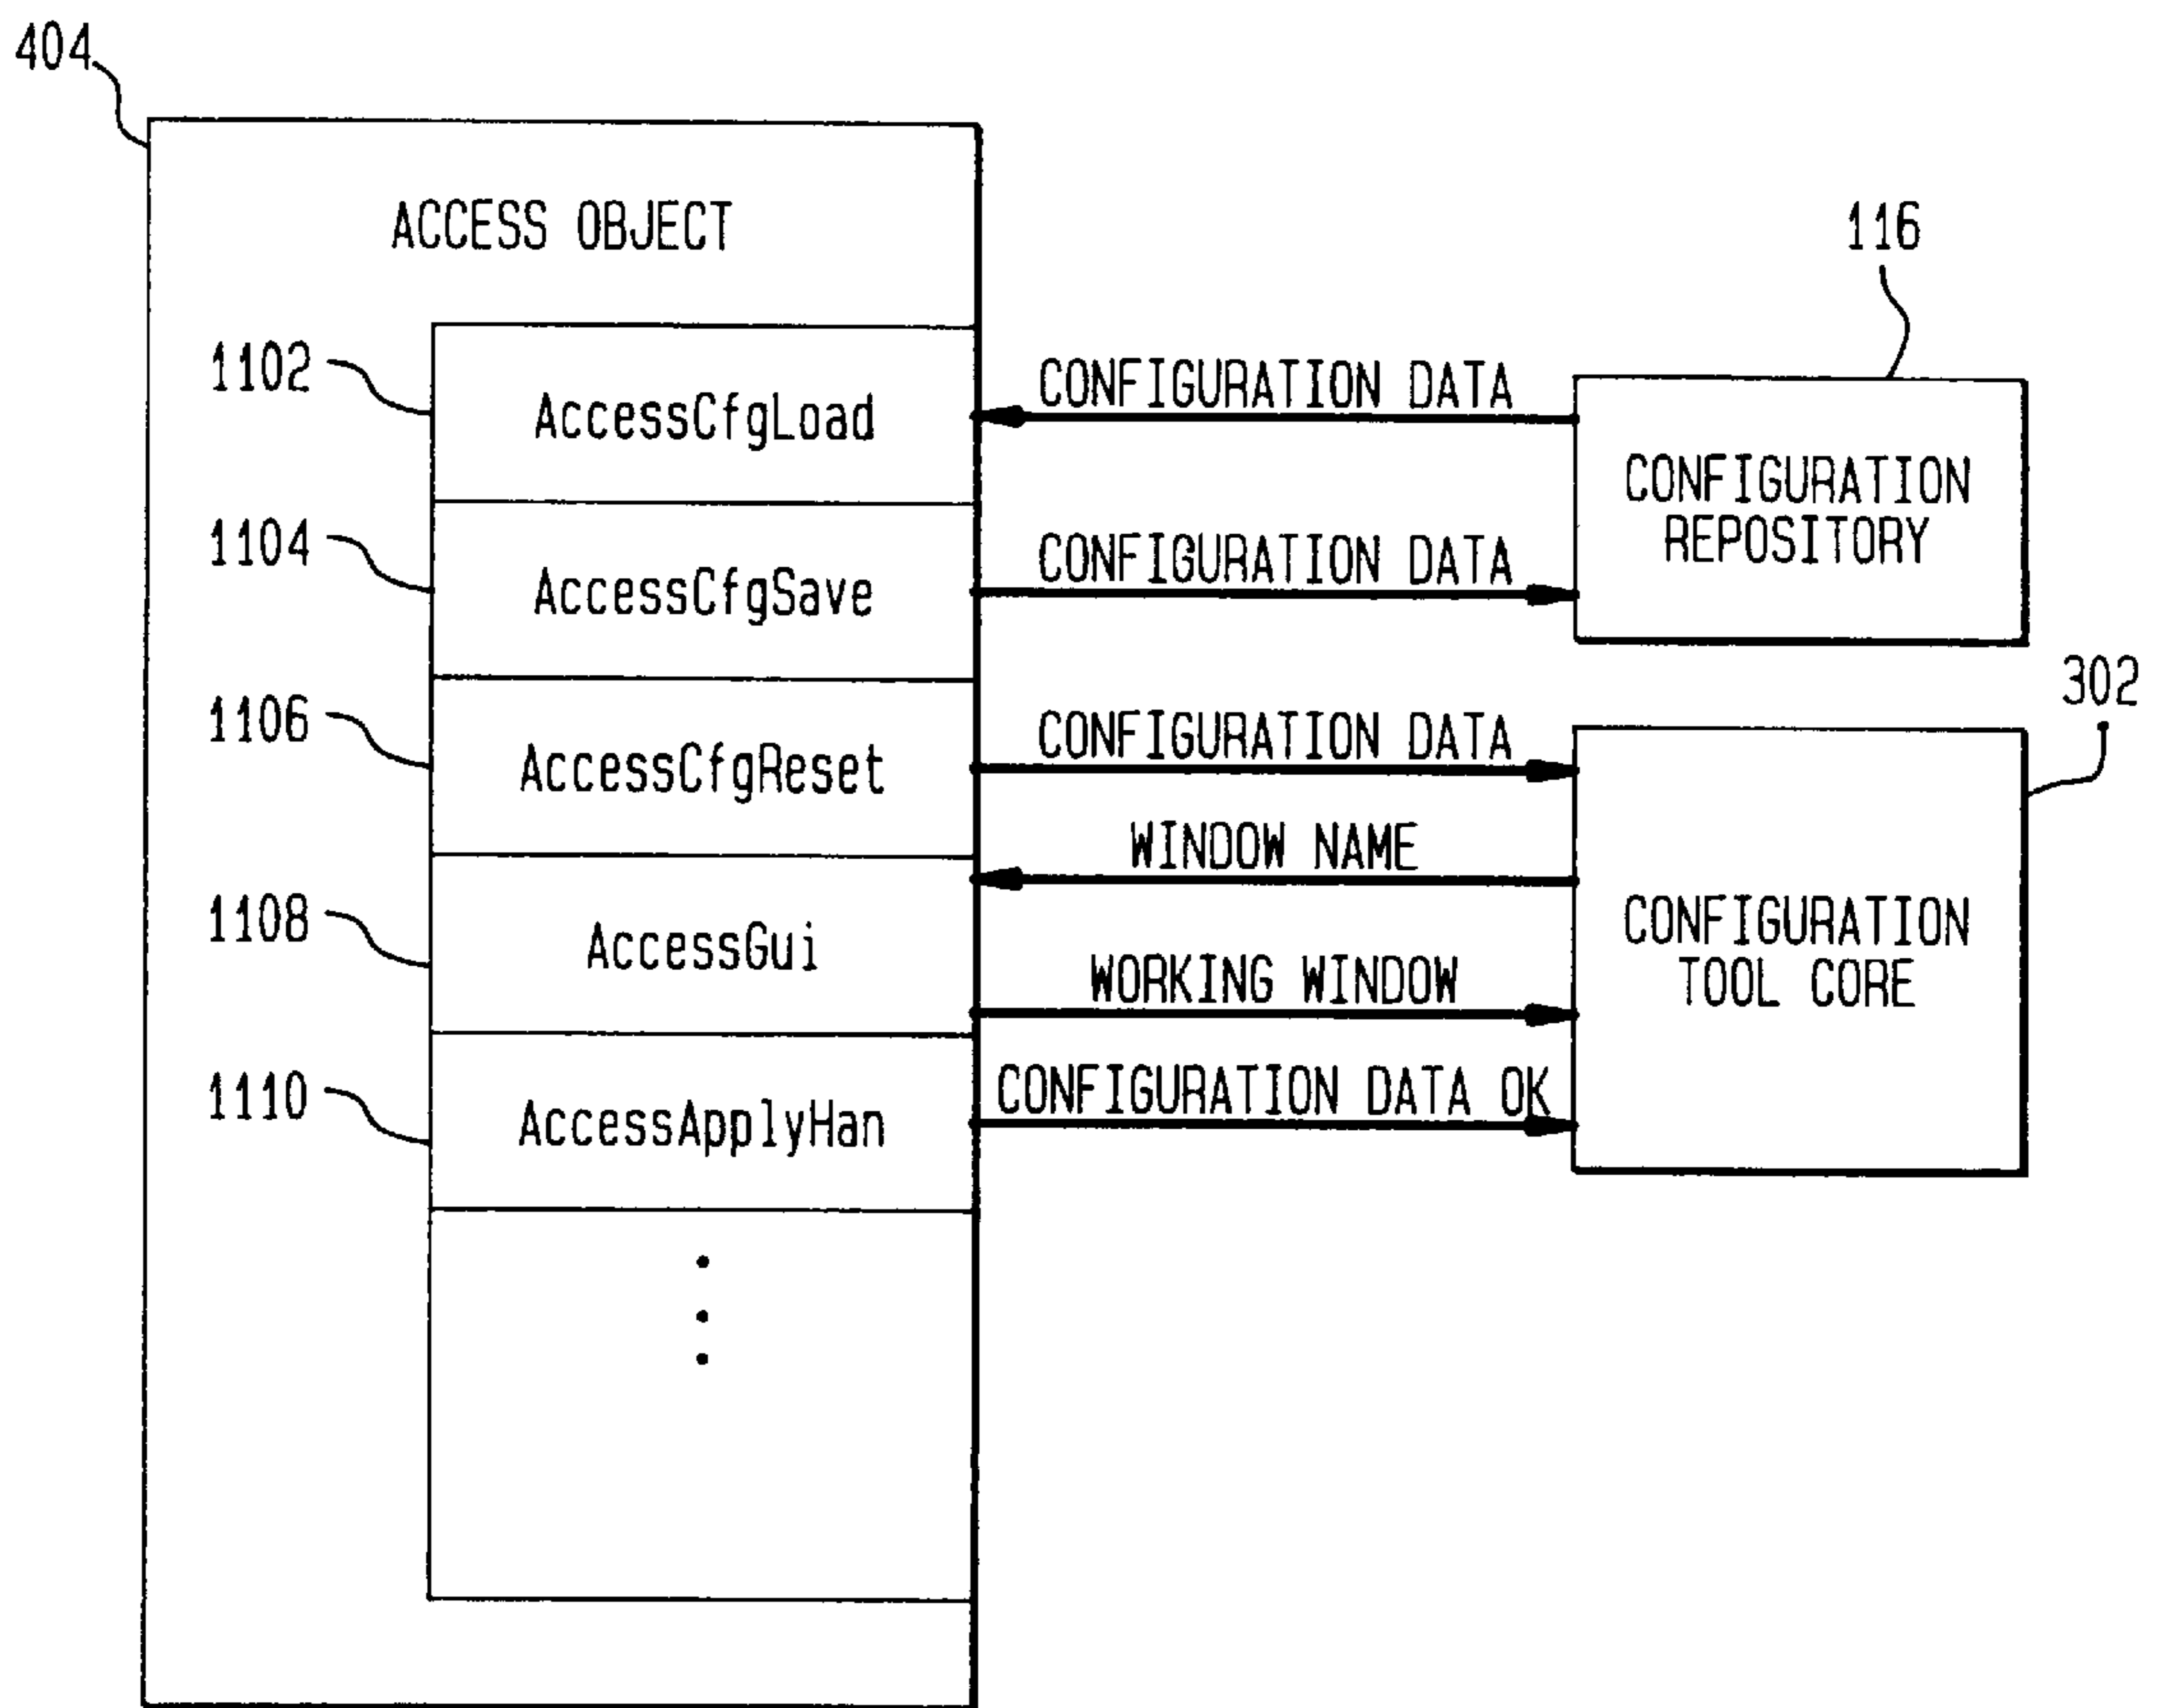 404
ACCESS OBJECT
116
1102
AccessCfgLoad
CONFIGURATION DATA
CONFIGURATION
REPOSITORY
1104
AccessCfgSave
CONFIGURATION DATA
302
1106
AccessCfgReset
CONFIGURATION DATA
WINDOW NAME
1108
AccessGui
WORKING WINDOW
CONFIGURATION
TOOL CORE
1110
AccessApplyHan
CONFIGURATION DATA OK